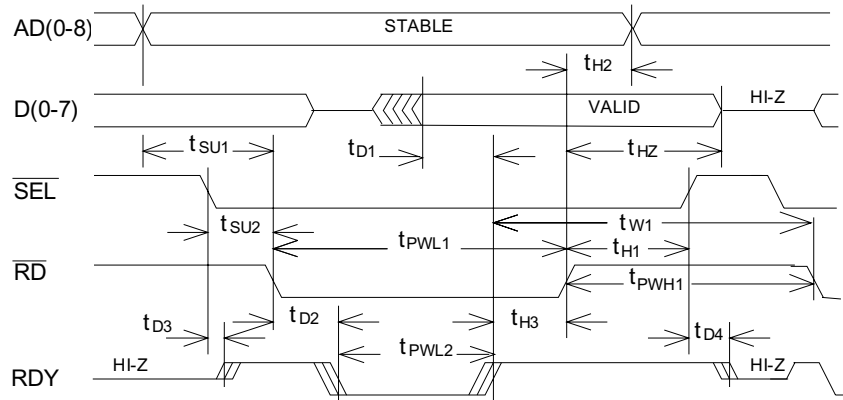 AD(0-8) STABLE
tH2
D(0-7) VALID HI-Z
tSU1 tD1 tHZ
SEL
tSU2 tW1
tPWL1 tH1
RD
tPWH1
tD3 tD2 tH3 tD4
tPWL2
RDY HI-Z HI-Z